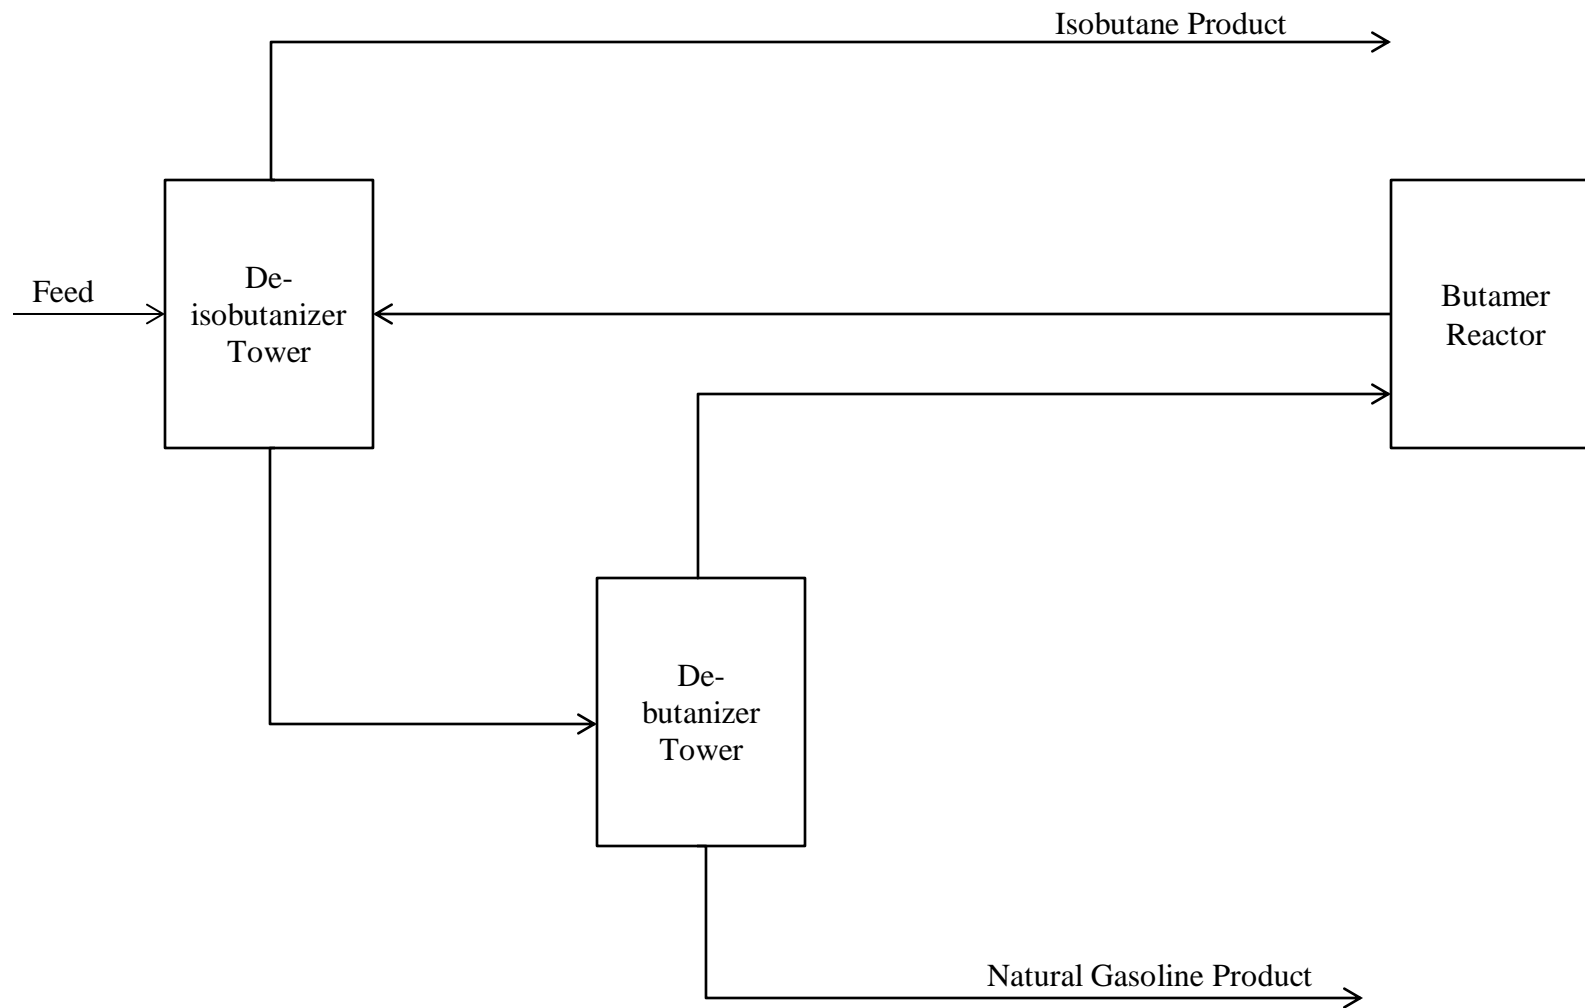 Isobutane Product
Feed
De-
isobutanizer
Tower
Butamer
Reactor
De-
butanizer
Tower
Natural Gasoline Product